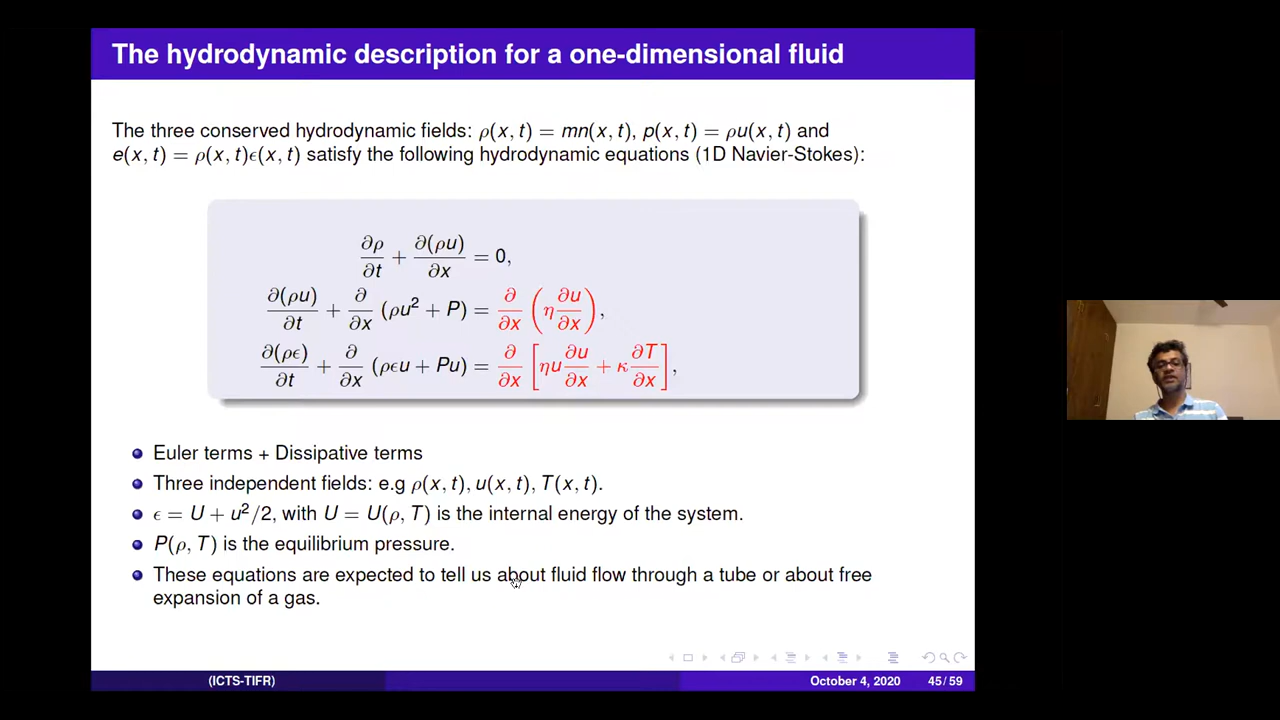 The hydrodynamic description for a one-dimensional fluid
The three conserved hydrodynamic fields: ρ(x, t) = mn(x, t), p(x, t) = ρu(x, t) and
e(x, t) = ρ(x, t)ϵ(x, t) satisfy the following hydrodynamic equations (1D Navier-Stokes):
∂ρ/∂t + ∂(ρu)/∂x = 0,
∂(ρu)/∂t + ∂/∂x (ρu² + P) = ∂/∂x (η ∂u/∂x),
∂(ρϵ)/∂t + ∂/∂x (ρϵu + Pu) = ∂/∂x [ηu ∂u/∂x + κ ∂T/∂x],
Euler terms + Dissipative terms
Three independent fields: e.g ρ(x, t), u(x, t), T(x, t).
ϵ = U + u²/2, with U = U(ρ, T) is the internal energy of the system.
P(ρ, T) is the equilibrium pressure.
These equations are expected to tell us about fluid flow through a tube or about free
expansion of a gas.
(ICTS-TIFR) October 4, 2020 45/59